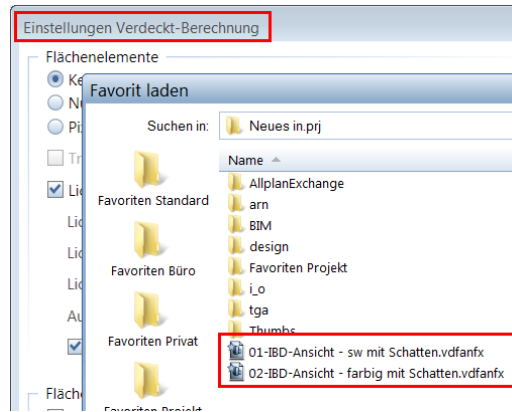 Einstellungen Verdeckt-Berechnung
Flächenelemente
Favorit laden
Suchen in:
Neues in.prj
Name
Favoriten Standard
Favoriten Büro
Favoriten Privat
Favoriten Projekt
AllplanExchange
arn
BIM
design
Favoriten Projekt
i_o
tga
Thumbs
01-IBD-Ansicht - sw mit Schatten.vdfanfx
02-IBD-Ansicht - farbig mit Schatten.vdfanfx